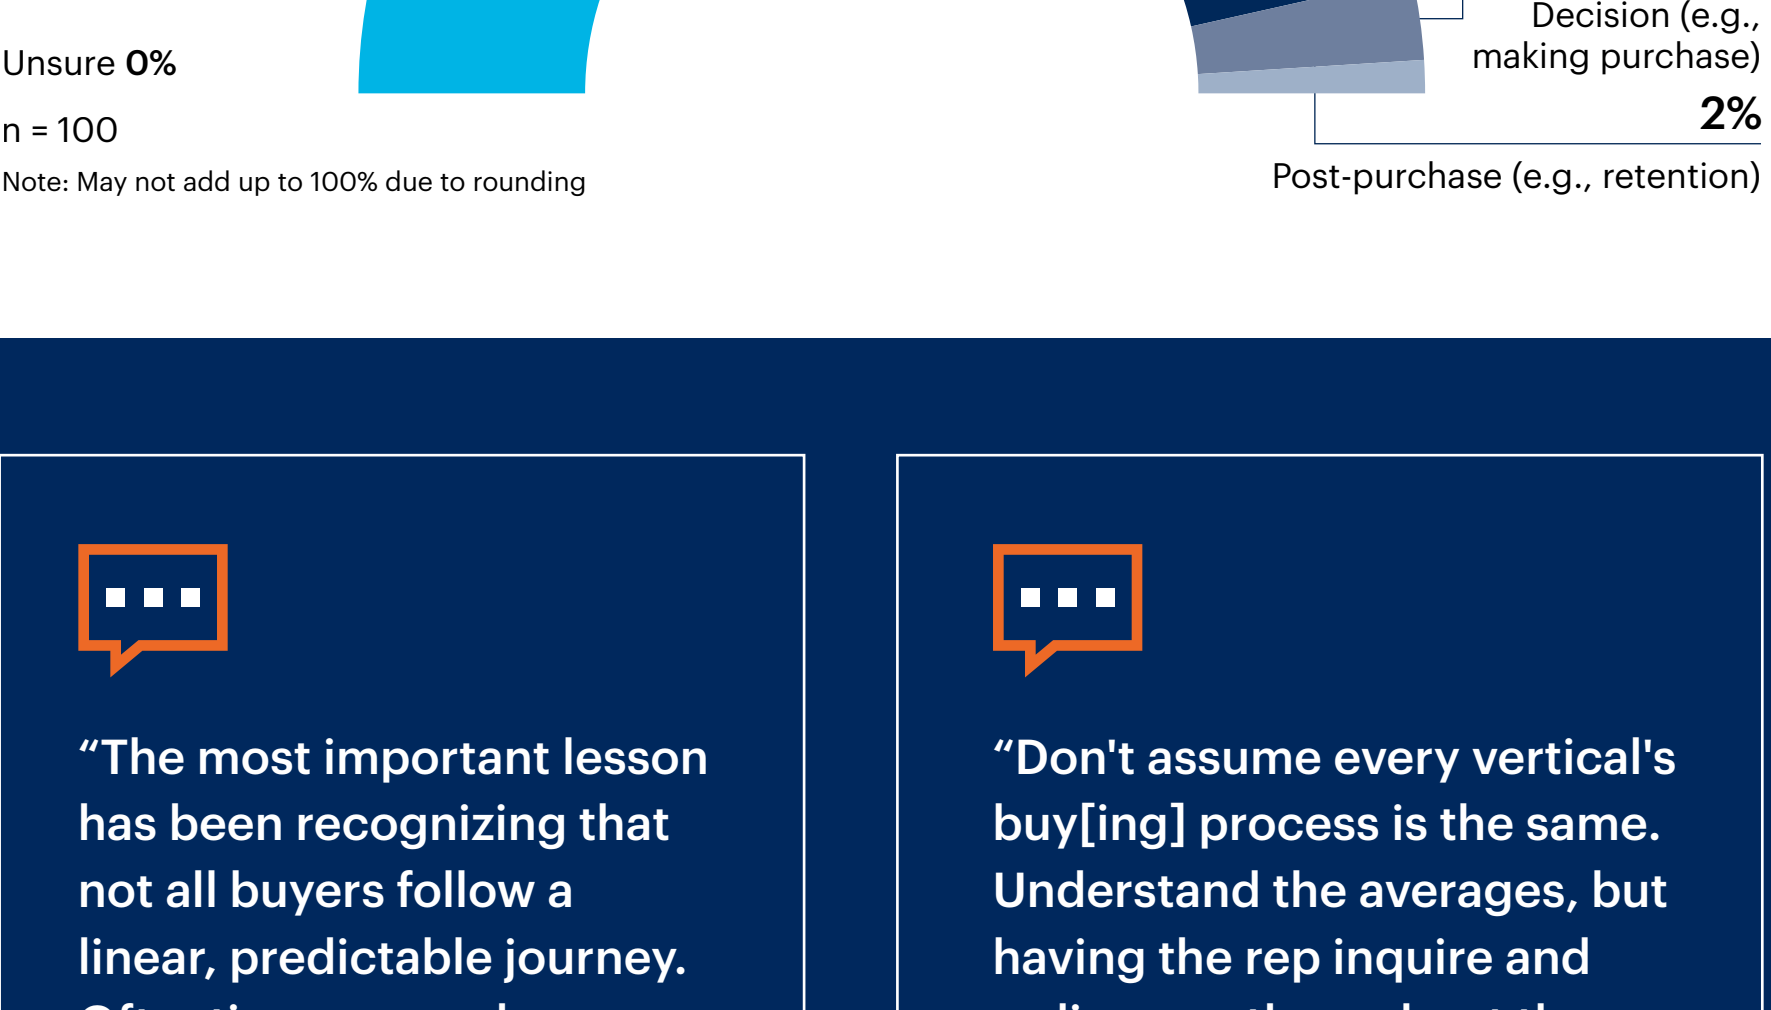 Decision (e.g.,
making purchase)
Unsure 0%
2%
n = 100
Post-purchase (e.g., retention)
Note: May not add up to 100% due to rounding
“The most important lesson
has been recognizing that
not all buyers follow a
linear, predictable journey.
“Don't assume every vertical's
buy[ing] process is the same.
Understand the averages, but
having the rep inquire and